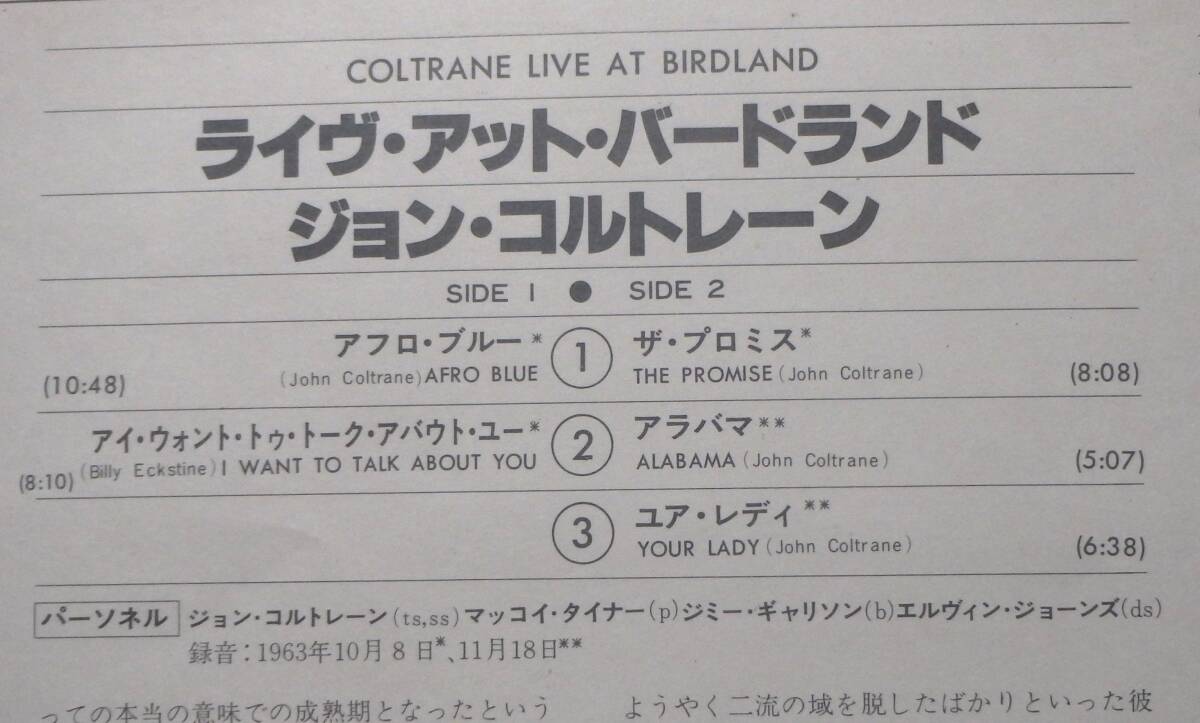 COLTRANE LIVE AT BIRDLAND
ライヴ・アット・バードランド
ジョン・コルトレーン
SIDE 1 ● SIDE 2
アフロ・ブルー* ①
(10:48) (John Coltrane) AFRO BLUE
アイ・ウォント・トゥ・トーク・アバウト・ユー* ②
(8:10) (Billy Eckstine) I WANT TO TALK ABOUT YOU
ザ・プロミス*
THE PROMISE (John Coltrane) (8:08)
アラバマ**
ALABAMA (John Coltrane) (5:07)
③ ユア・レディ**
YOUR LADY (John Coltrane) (6:38)
パーソネル ジョン・コルトレーン(ts,ss)マッコイ・タイナー(p)ジミー・ギャリソン(b)エルヴィン・ジョーンズ(ds)
録音:1963年10月8日*、11月18日**
っての本当の意味での成熟期となったという
ようやく二流の域を脱したばかりといった彼